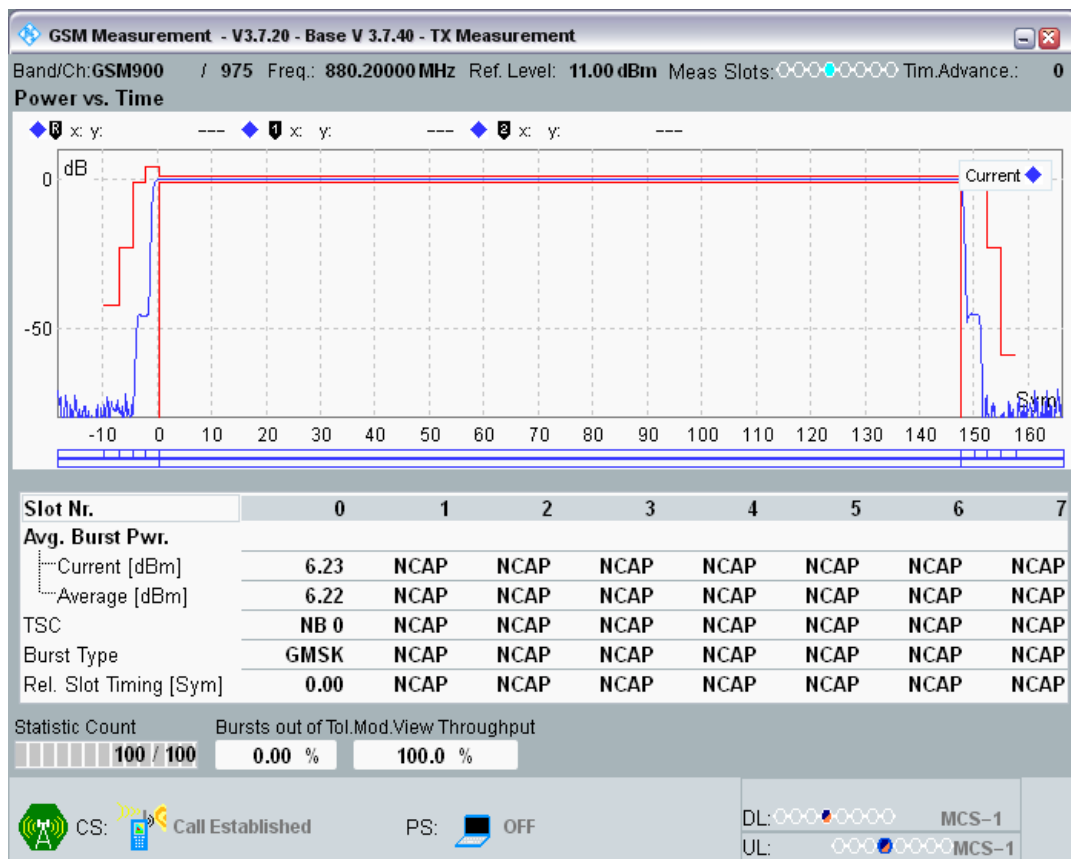 GSM Measurement - V3.7.20 - Base V 3.7.40 - TX Measurement
Band/Ch:GSM900 / 975 Freq.: 880.20000 MHz Ref. Level: 11.00 dBm Meas Slots: Tim.Advance.: 0
Power vs. Time
R x: y: --- 1 x: y: --- 2 x: y: ---
dB
Current
0
-50
Sym
-10 0 10 20 30 40 50 60 70 80 90 100 110 120 130 140 150 160
Slot Nr. 0 1 2 3 4 5 6 7
Avg. Burst Pwr.
Current [dBm] 6.23 NCAP NCAP NCAP NCAP NCAP NCAP NCAP
Average [dBm] 6.22 NCAP NCAP NCAP NCAP NCAP NCAP NCAP
TSC NB 0 NCAP NCAP NCAP NCAP NCAP NCAP NCAP
Burst Type GMSK NCAP NCAP NCAP NCAP NCAP NCAP NCAP
Rel. Slot Timing [Sym] 0.00 NCAP NCAP NCAP NCAP NCAP NCAP NCAP
Statistic Count Bursts out of Tol. Mod.View Throughput
100 / 100 0.00 % 100.0 %
CS: Call Established PS: OFF DL: MCS-1
UL: MCS-1